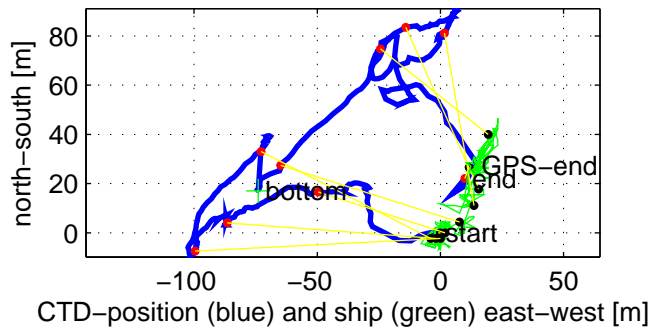 80
60
40
20
0
north−south [m]
GPS−end
end
bottom
start
−100
−50
0
50
CTD−position (blue) and ship (green) east−west [m]